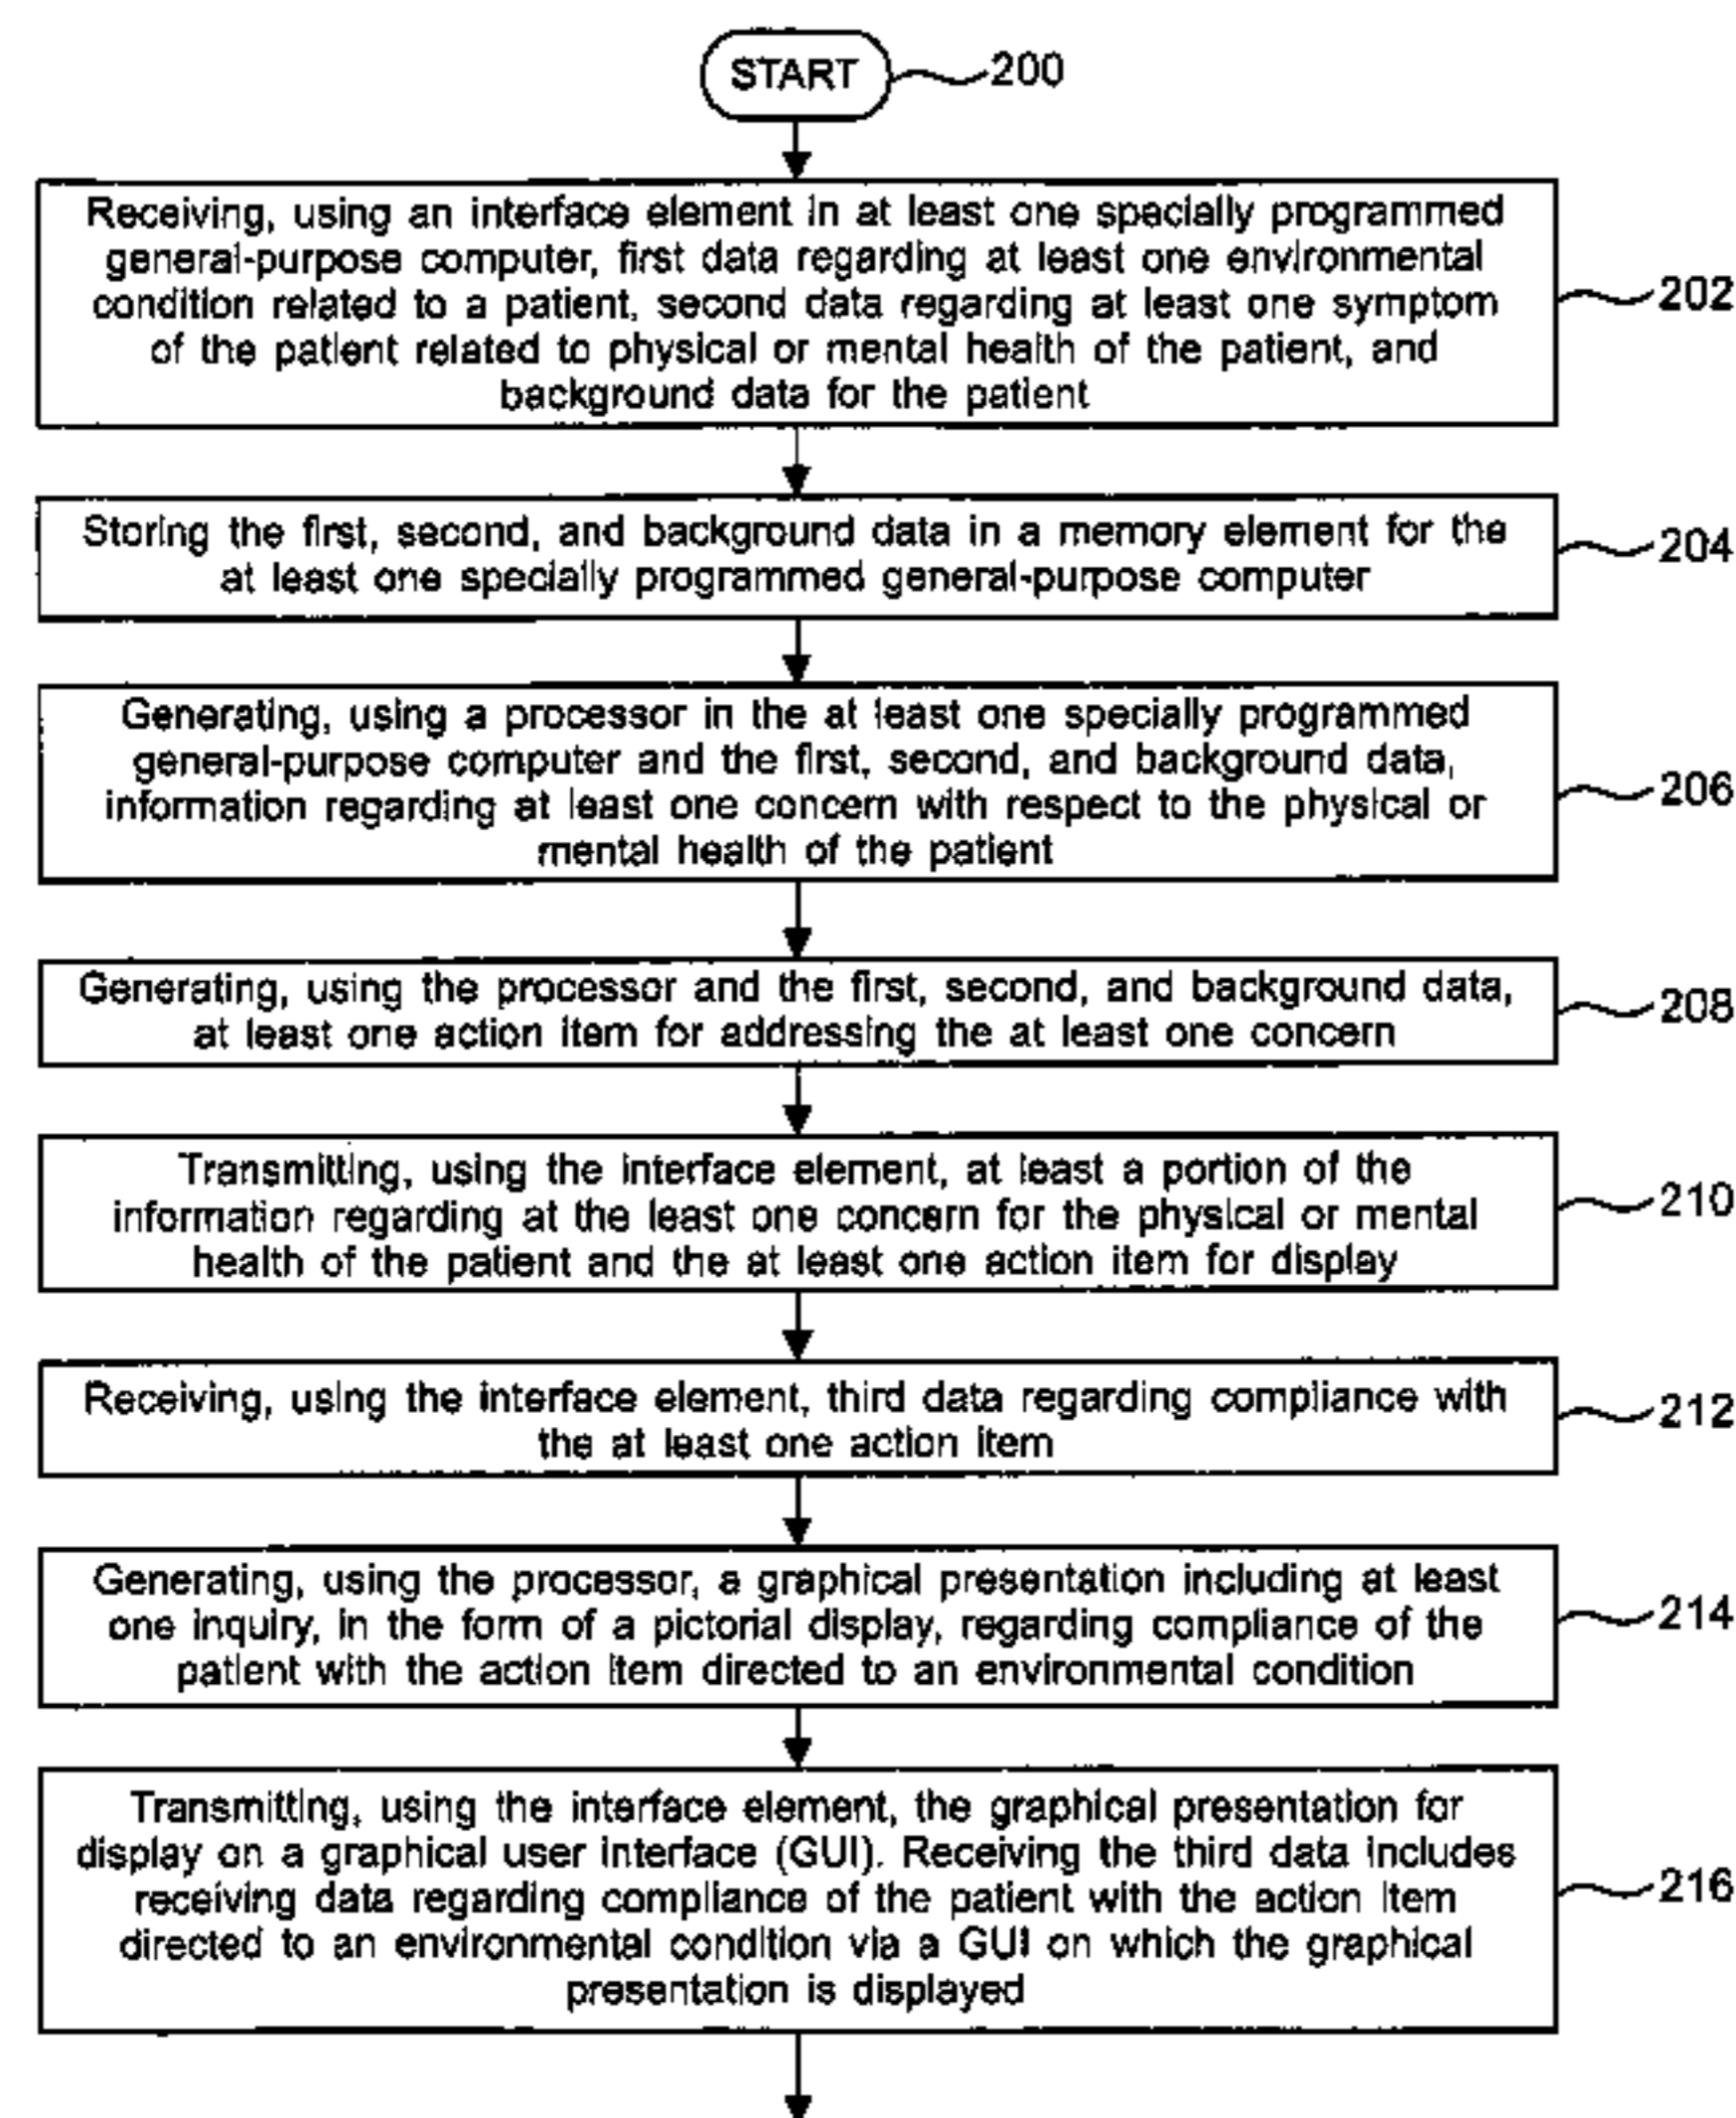 START
200
Receiving, using an interface element in at least one specially programmed
general-purpose computer, first data regarding at least one environmental
condition related to a patient, second data regarding at least one symptom
of the patient related to physical or mental health of the patient, and
background data for the patient
202
Storing the first, second, and background data in a memory element for the
at least one specially programmed general-purpose computer
204
Generating, using a processor in the at least one specially programmed
general-purpose computer and the first, second, and background data,
information regarding at least one concern with respect to the physical or
mental health of the patient
206
Generating, using the processor and the first, second, and background data,
at least one action item for addressing the at least one concern
208
Transmitting, using the interface element, at least a portion of the
information regarding at the least one concern for the physical or mental
health of the patient and the at least one action item for display
210
Receiving, using the interface element, third data regarding compliance with
the at least one action item
212
Generating, using the processor, a graphical presentation including at least
one inquiry, in the form of a pictorial display, regarding compliance of the
patient with the action item directed to an environmental condition
214
Transmitting, using the interface element, the graphical presentation for
display on a graphical user interface (GUI). Receiving the third data includes
receiving data regarding compliance of the patient with the action item
directed to an environmental condition via a GUI on which the graphical
presentation is displayed
216